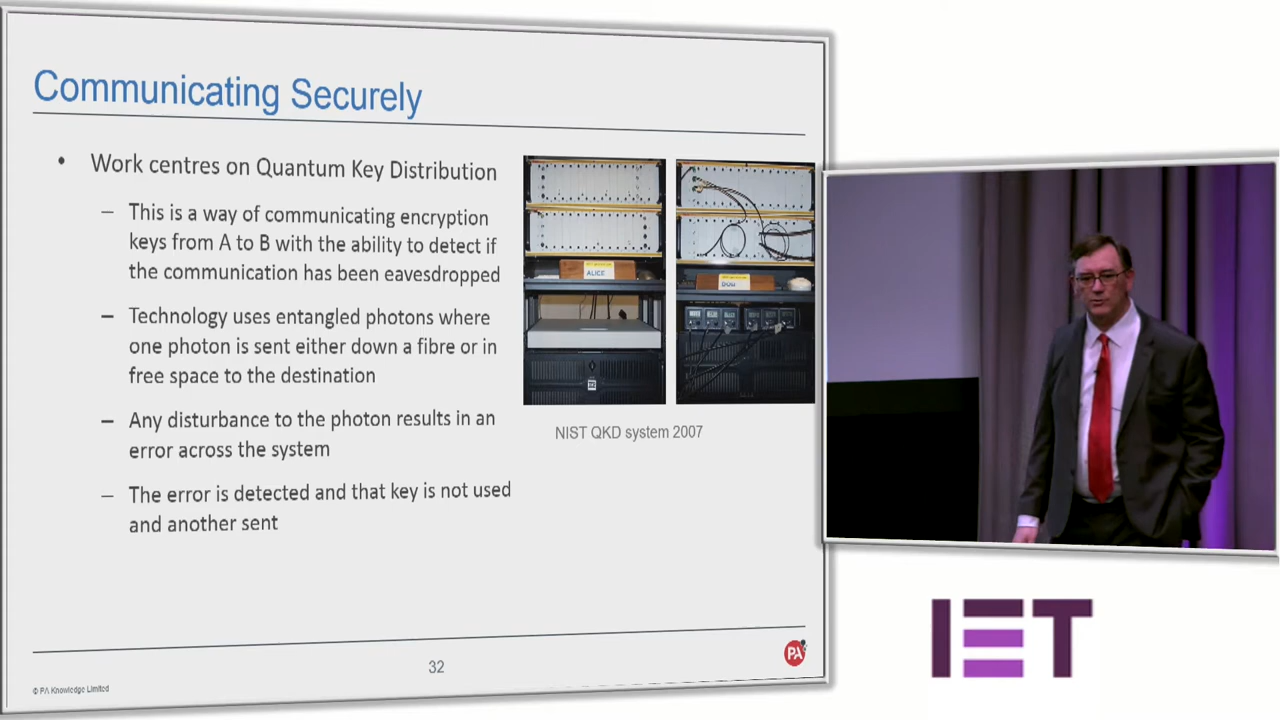 Communicating Securely
• Work centres on Quantum Key Distribution
– This is a way of communicating encryption
keys from A to B with the ability to detect if
the communication has been eavesdropped
– Technology uses entangled photons where
one photon is sent either down a fibre or in
free space to the destination
– Any disturbance to the photon results in an
error across the system
– The error is detected and that key is not used
and another sent
ALICE
NIST QKD system 2007
32
PA
© PA Knowledge Limited
IET